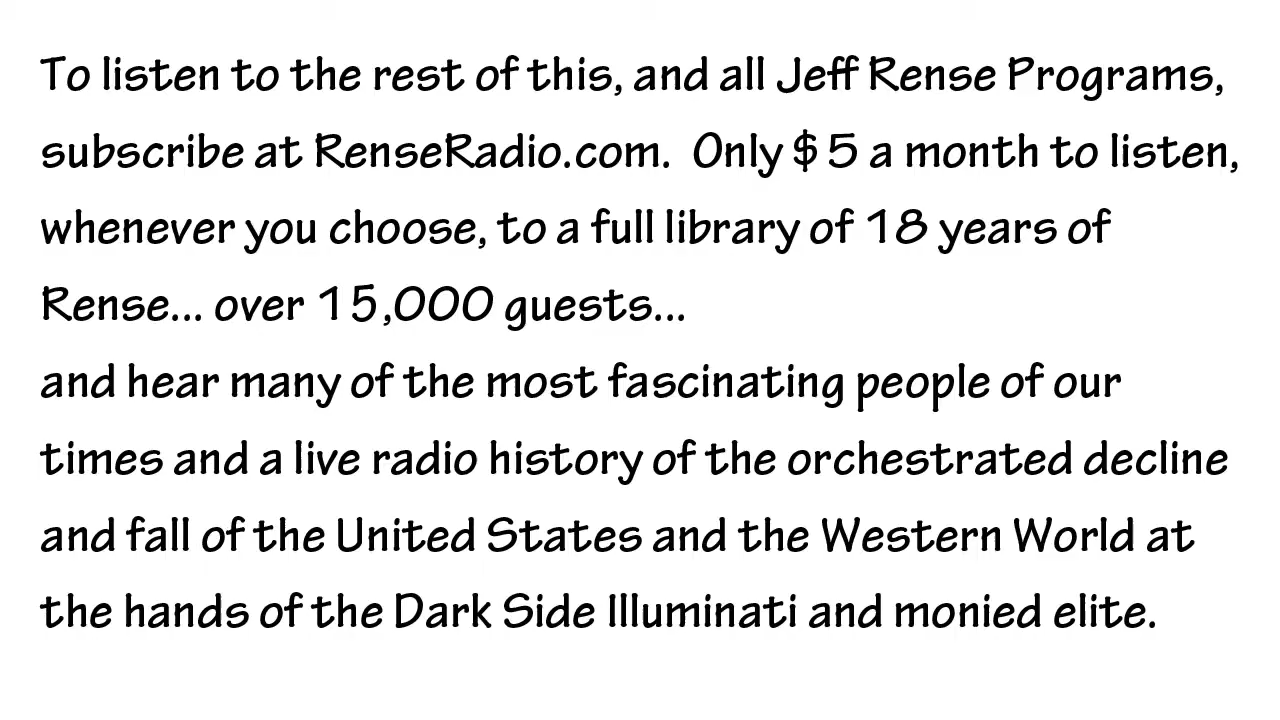 To listen to the rest of this, and all Jeff Rense Programs,
subscribe at RenseRadio.com.  Only $5 a month to listen,
whenever you choose, to a full library of 18 years of
Rense... over 15,000 guests...
and hear many of the most fascinating people of our
times and a live radio history of the orchestrated decline
and fall of the United States and the Western World at
the hands of the Dark Side Illuminati and monied elite.